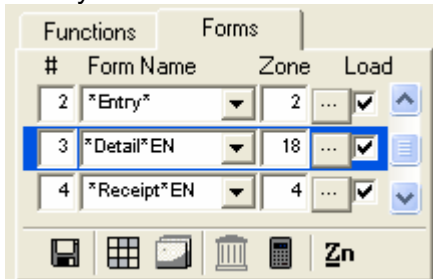 Functions Forms
# Form Name Zone Load
2 *Entry* 2 ...
3 *Detail*EN 18 ...
4 *Receipt*EN 4 ...
Zn